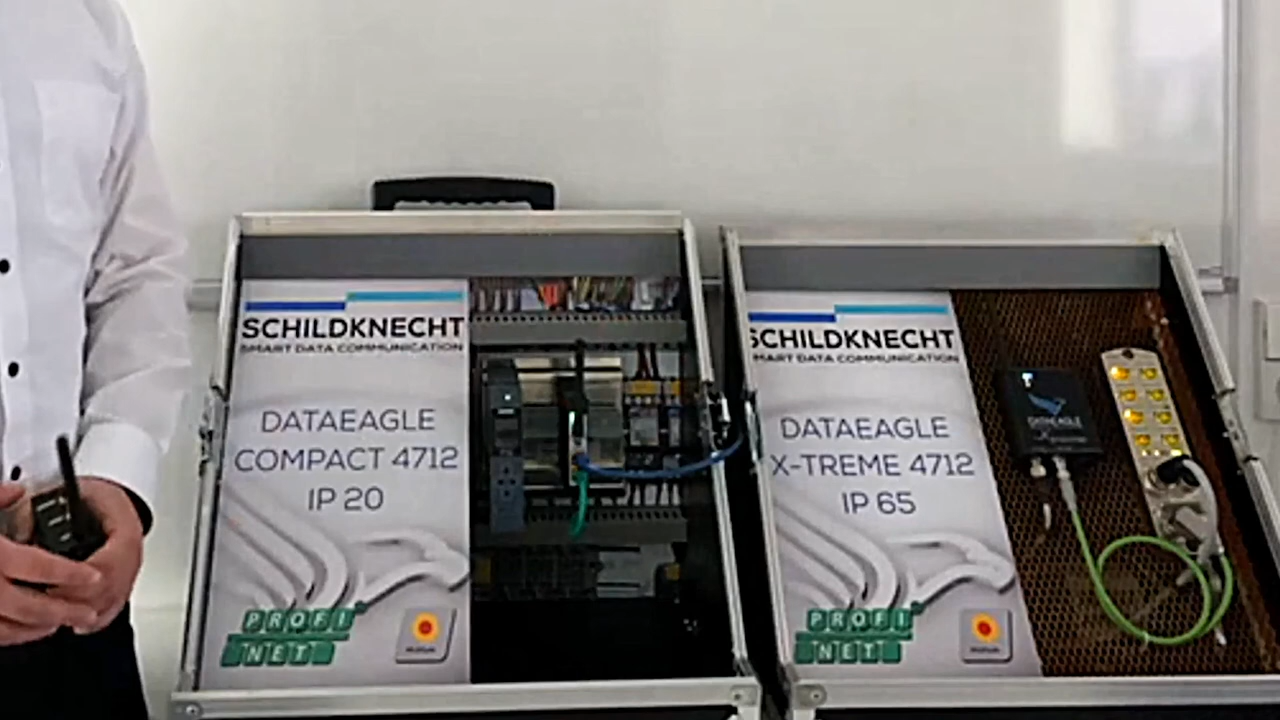 SCHILDKNECHT
SMART DATA COMMUNICATION
DATAEAGLE
COMPACT 4712
IP 20
PROFI
NET
SCHILDKNECHT
SMART DATA COMMUNICATION
DATAEAGLE
X-TREME 4712
IP 65
PROFI
NET
DATAEAGLE